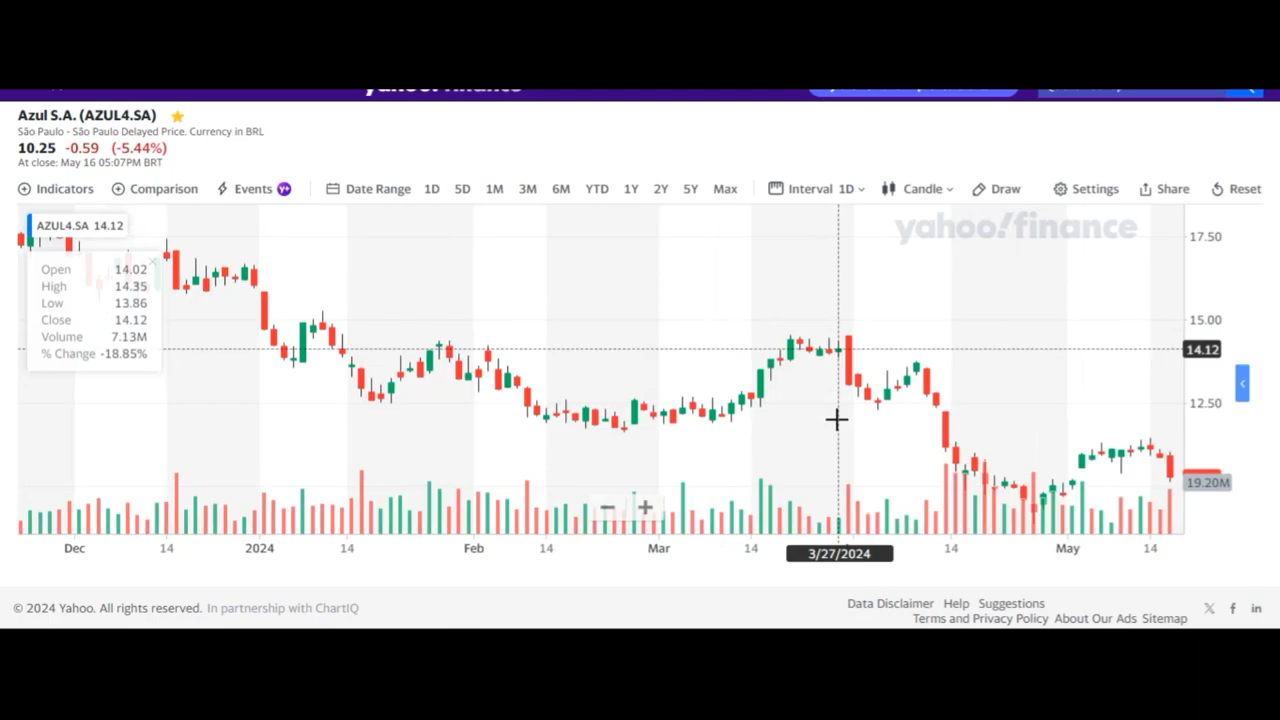 yahoo! finance
Azul S.A. (AZUL4.SA)
São Paulo - São Paulo Delayed Price. Currency in BRL
10.25 -0.59 (-5.44%)
At close: May 16 05:07PM BRT
Indicators Comparison Events Y+ Date Range 1D 5D 1M 3M 6M YTD 1Y 2Y 5Y Max Interval 1D Candle Draw Settings Share Reset
AZUL4.SA 14.12
yahoo!finance
17.50
Open 14.02
High 14.35
Low 13.86
Close 14.12
Volume 7.13M
% Change -18.85%
15.00
14.12
12.50
19.20M
Dec 14 2024 14 Feb 14 Mar 14 3/27/2024 14 May 14
© 2024 Yahoo. All rights reserved. In partnership with ChartIQ
Data Disclaimer Help Suggestions
Terms and Privacy Policy About Our Ads Sitemap